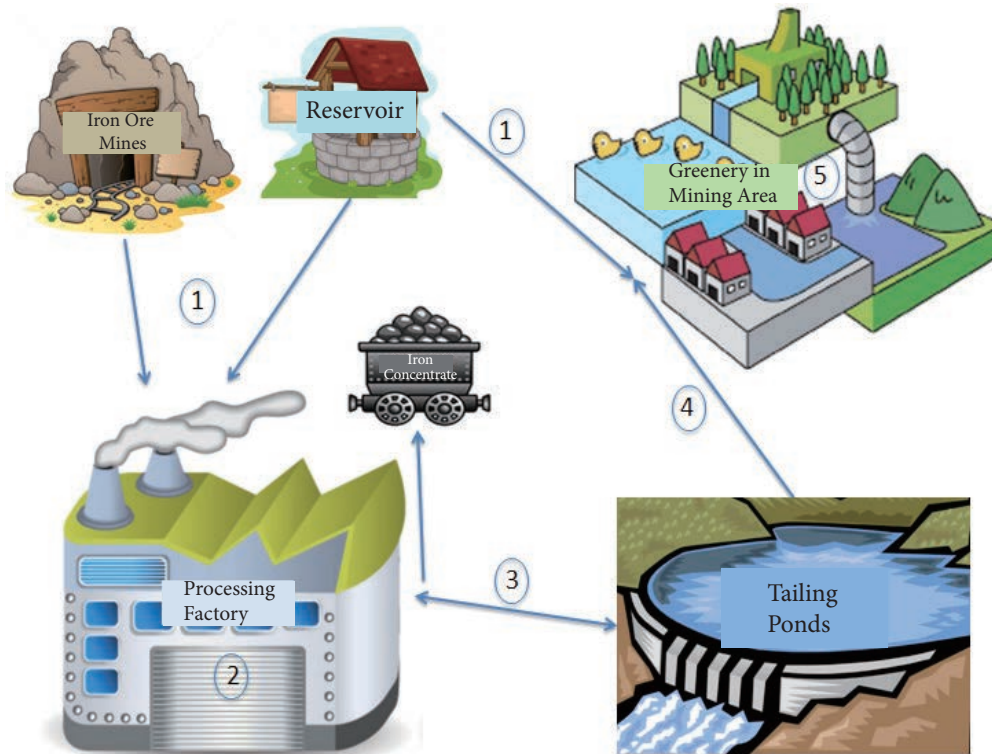 Iron Ore
Mines
Reservoir
1
Greenery in
Mining Area
5
1
Iron
Concentrate
4
3
Processing
Factory
2
Tailing
Ponds